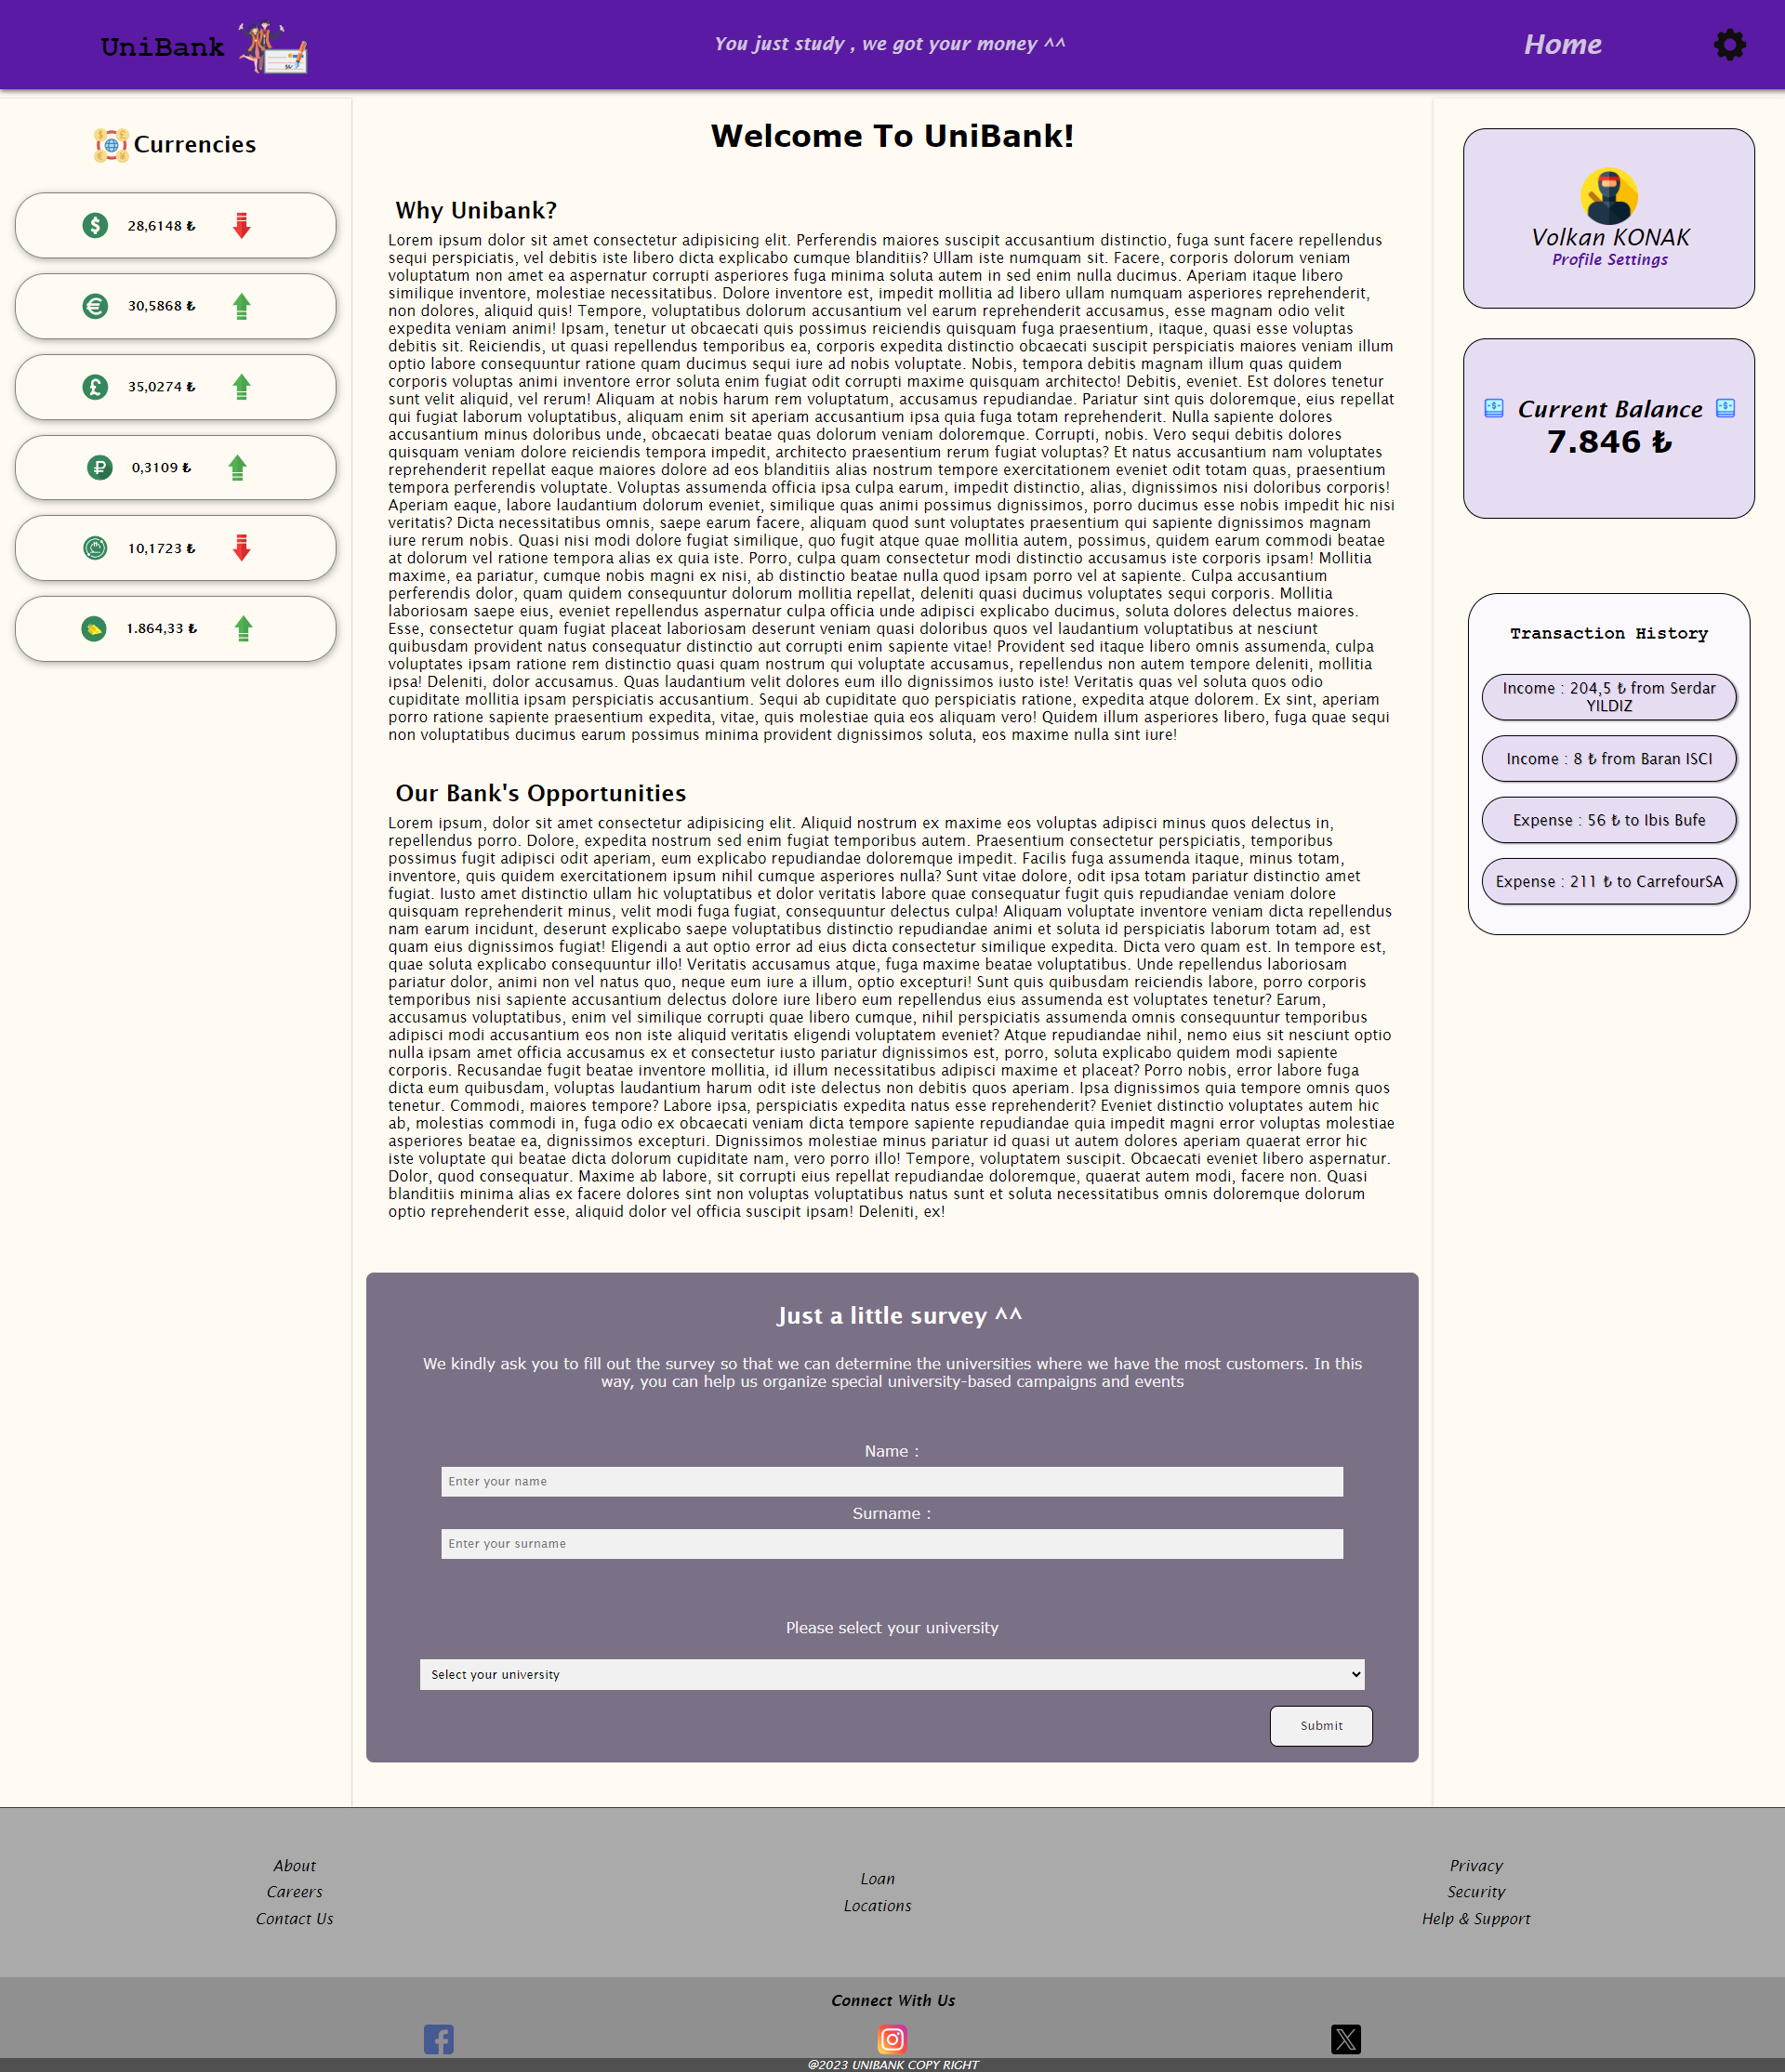 UniBank
You just study , we got your money ^^
Home
Currencies
28,6148 ₺
30,5868 ₺
35,0274 ₺
0,3109 ₺
10,1723 ₺
1.864,33 ₺
Welcome To UniBank!
Why Unibank?
Lorem ipsum dolor sit amet consectetur adipisicing elit. Perferendis maiores suscipit accusantium distinctio, fuga sunt facere repellendus
sequi perspiciatis, vel debitis iste libero dicta explicabo cumque blanditiis? Ullam iste numquam sit. Facere, corporis dolorum veniam
voluptatum non amet ea aspernatur corrupti asperiores fuga minima soluta autem in sed enim nulla ducimus. Aperiam itaque libero
similique inventore, molestiae necessitatibus. Dolore inventore est, impedit mollitia ad libero ullam numquam asperiores reprehenderit,
non dolores, aliquid quis! Tempore, voluptatibus dolorum accusantium vel earum reprehenderit accusamus, esse magnam odio velit
expedita veniam animi! Ipsam, tenetur ut obcaecati quis possimus reiciendis quisquam fuga praesentium, itaque, quasi esse voluptas
debitis sit. Reiciendis, ut quasi repellendus temporibus ea, corporis expedita distinctio obcaecati suscipit perspiciatis maiores veniam illum
optio labore consequuntur ratione quam ducimus sequi iure ad nobis voluptate. Nobis, tempora debitis magnam illum quas quidem
corporis voluptas animi inventore error soluta enim fugiat odit corrupti maxime quisquam architecto! Debitis, eveniet. Est dolores tenetur
sunt velit aliquid, vel rerum! Aliquam at nobis harum rem voluptatum, accusamus repudiandae. Pariatur sint quis doloremque, eius repellat
qui fugiat laborum voluptatibus, aliquam enim sit aperiam accusantium ipsa quia fuga totam reprehenderit. Nulla sapiente dolores
accusantium minus doloribus unde, obcaecati beatae quas dolorum veniam doloremque. Corrupti, nobis. Vero sequi debitis dolores
quisquam veniam dolore reiciendis tempora impedit, architecto praesentium rerum fugiat voluptas? Et natus accusantium nam voluptates
reprehenderit repellat eaque maiores dolore ad eos blanditiis alias nostrum tempore exercitationem eveniet odit totam quas, praesentium
tempora perferendis voluptate. Voluptas assumenda officia ipsa culpa earum, impedit distinctio, alias, dignissimos nisi doloribus corporis!
Aperiam eaque, labore laudantium dolorum eveniet, similique quas animi possimus dignissimos, porro ducimus esse nobis impedit hic nisi
veritatis? Dicta necessitatibus omnis, saepe earum facere, aliquam quod sunt voluptates praesentium qui sapiente dignissimos magnam
iure rerum nobis. Quasi nisi modi dolore fugiat similique, quo fugit atque quae mollitia autem, possimus, quidem earum commodi beatae
at dolorum vel ratione tempora alias ex quia iste. Porro, culpa quam consectetur modi distinctio accusamus iste corporis ipsam! Mollitia
maxime, ea pariatur, cumque nobis magni ex nisi, ab distinctio beatae nulla quod ipsam porro vel at sapiente. Culpa accusantium
perferendis dolor, quam quidem consequuntur dolorum mollitia repellat, deleniti quasi ducimus voluptates sequi corporis. Mollitia
laboriosam saepe eius, eveniet repellendus aspernatur culpa officia unde adipisci explicabo ducimus, soluta dolores delectus maiores.
Esse, consectetur quam fugiat placeat laboriosam deserunt veniam quasi doloribus quos vel laudantium voluptatibus at nesciunt
quibusdam provident natus consequatur distinctio aut corrupti enim sapiente vitae! Provident sed itaque libero omnis assumenda, culpa
voluptates ipsam ratione rem distinctio quasi quam nostrum qui voluptate accusamus, repellendus non autem tempore deleniti, mollitia
ipsa! Deleniti, dolor accusamus. Quas laudantium velit dolores eum illo dignissimos iusto iste! Veritatis quas vel soluta quos odio
cupiditate mollitia ipsam perspiciatis accusantium. Sequi ab cupiditate quo perspiciatis ratione, expedita atque dolorem. Ex sint, aperiam
porro ratione sapiente praesentium expedita, vitae, quis molestiae quia eos aliquam vero! Quidem illum asperiores libero, fuga quae sequi
non voluptatibus ducimus earum possimus minima provident dignissimos soluta, eos maxime nulla sint iure!
Our Bank's Opportunities
Lorem ipsum, dolor sit amet consectetur adipisicing elit. Aliquid nostrum ex maxime eos voluptas adipisci minus quos delectus in,
repellendus porro. Dolore, expedita nostrum sed enim fugiat temporibus autem. Praesentium consectetur perspiciatis, temporibus
possimus fugit adipisci odit aperiam, eum explicabo repudiandae doloremque impedit. Facilis fuga assumenda itaque, minus totam,
inventore, quis quidem exercitationem ipsum nihil cumque asperiores nulla? Sunt vitae dolore, odit ipsa totam pariatur distinctio amet
fugiat. Iusto amet distinctio ullam hic voluptatibus et dolor veritatis labore quae consequatur fugit quis repudiandae veniam dolore
quisquam reprehenderit minus, velit modi fuga fugiat, consequuntur delectus culpa! Aliquam voluptate inventore veniam dicta repellendus
nam earum incidunt, deserunt explicabo saepe voluptatibus distinctio repudiandae animi et soluta id perspiciatis laborum totam ad, est
quam eius dignissimos fugiat! Eligendi a aut optio error ad eius dicta consectetur similique expedita. Dicta vero quam est. In tempore est,
quae soluta explicabo consequuntur illo! Veritatis accusamus atque, fuga maxime beatae voluptatibus. Unde repellendus laboriosam
pariatur dolor, animi non vel natus quo, neque eum iure a illum, optio excepturi! Sunt quis quibusdam reiciendis labore, porro corporis
temporibus nisi sapiente accusantium delectus dolore iure libero eum repellendus eius assumenda est voluptates tenetur? Earum,
accusamus voluptatibus, enim vel similique corrupti quae libero cumque, nihil perspiciatis assumenda omnis consequuntur temporibus
adipisci modi accusantium eos non iste aliquid veritatis eligendi voluptatem eveniet? Atque repudiandae nihil, nemo eius sit nesciunt optio
nulla ipsam amet officia accusamus ex et consectetur iusto pariatur dignissimos est, porro, soluta explicabo quidem modi sapiente
corporis. Recusandae fugit beatae inventore mollitia, id illum necessitatibus adipisci maxime et placeat? Porro nobis, error labore fuga
dicta eum quibusdam, voluptas laudantium harum odit iste delectus non debitis quos aperiam. Ipsa dignissimos quia tempore omnis quos
tenetur. Commodi, maiores tempore? Labore ipsa, perspiciatis expedita natus esse reprehenderit? Eveniet distinctio voluptates autem hic
ab, molestias commodi in, fuga odio ex obcaecati veniam dicta tempore sapiente repudiandae quia impedit magni error voluptas molestiae
asperiores beatae ea, dignissimos excepturi. Dignissimos molestiae minus pariatur id quasi ut autem dolores aperiam quaerat error hic
iste voluptate qui beatae dicta dolorum cupiditate nam, vero porro illo! Tempore, voluptatem suscipit. Obcaecati eveniet libero aspernatur.
Dolor, quod consequatur. Maxime ab labore, sit corrupti eius repellat repudiandae doloremque, quaerat autem modi, facere non. Quasi
blanditiis minima alias ex facere dolores sint non voluptas voluptatibus natus sunt et soluta necessitatibus omnis doloremque dolorum
optio reprehenderit esse, aliquid dolor vel officia suscipit ipsam! Deleniti, ex!
Just a little survey ^^
We kindly ask you to fill out the survey so that we can determine the universities where we have the most customers. In this
way, you can help us organize special university-based campaigns and events
Name :
Enter your name
Surname :
Enter your surname
Please select your university
Select your university
Submit
Volkan KONAK
Profile Settings
Current Balance
7.846 ₺
Transaction History
Income : 204,5 ₺ from Serdar
YILDIZ
Income : 8 ₺ from Baran ISCI
Expense : 56 ₺ to Ibis Bufe
Expense : 211 ₺ to CarrefourSA
About
Careers
Contact Us
Loan
Locations
Privacy
Security
Help & Support
Connect With Us
@2023 UNIBANK COPY RIGHT